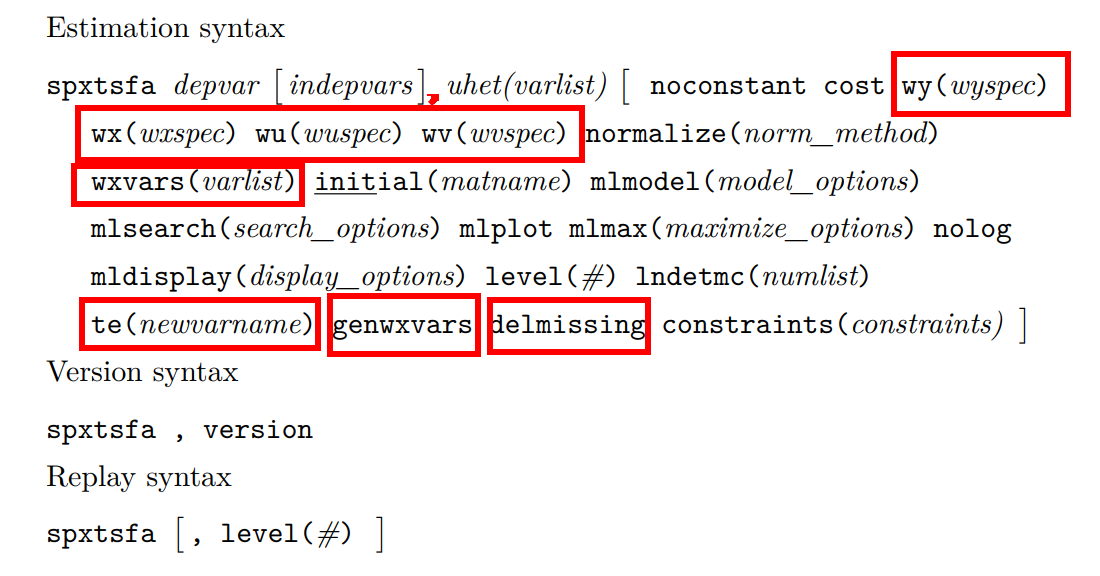 Estimation syntax
spxtsfa depvar [indepvars], uhet(varlist) [ noconstant cost wy(wyspec)
wx(wxspec) wu(wuspec) wv(wvspec) normalize(norm_method)
wxvars(varlist) initial(matname) mlmodel(model_options)
mlsearch(search_options) mlplot mlmax(maximize_options) nolog
mldisplay(display_options) level(#) lndetmc(numlist)
te(newvarname) genwxvars delmissing constraints(constraints) ]
Version syntax
spxtsfa , version
Replay syntax
spxtsfa [, level(#) ]